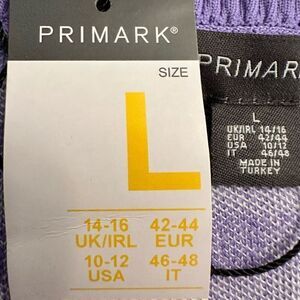 PRIMARK®
SIZE
L
14-16 42-44
UK/IRL EUR
10-12 46-48
USA IT
PRIMAR
L
UK/IRL 14/16
EUR 42/44
USA 10/12
IT 46/48
MADE IN
TURKEY